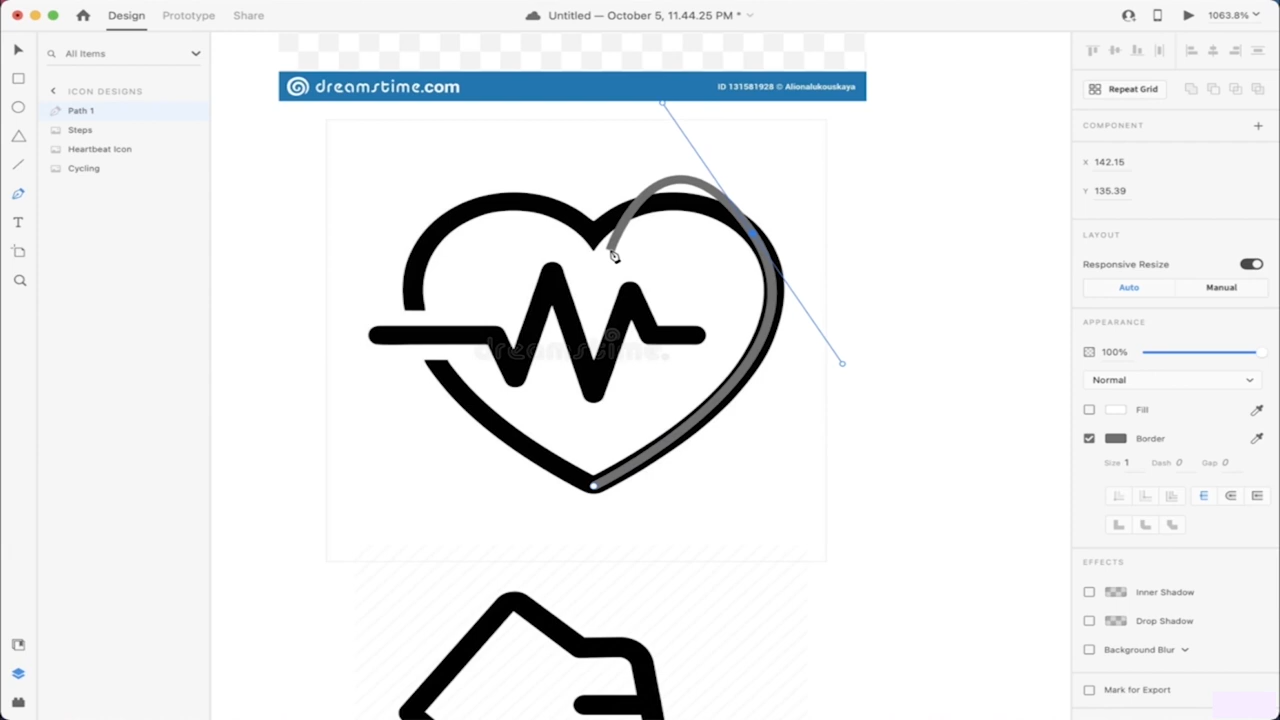 Design Prototype Share
Untitled — October 5, 11.44.25 PM *
1063.8%
All Items
ICON DESIGNS
Path 1
Steps
Heartbeat Icon
Cycling
T
dreamstime.com
ID 131581928 © Alionalukouskaya
dreamstime.
Repeat Grid
COMPONENT
X 142.15
Y 135.39
LAYOUT
Responsive Resize
Auto Manual
APPEARANCE
100%
Normal
Fill
Border
Size 1 Dash 0 Gap 0
EFFECTS
Inner Shadow
Drop Shadow
Background Blur
Mark for Export